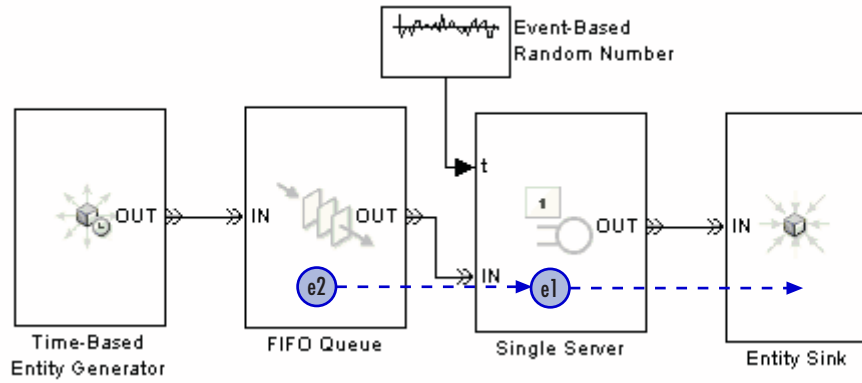 Event-Based
Random Number
OUT
Time-Based
Entity Generator
IN
OUT
e2
FIFO Queue
t
1
OUT
IN
e1
Single Server
IN
Entity Sink